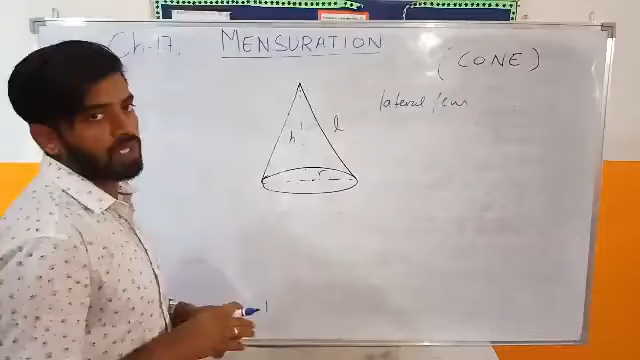 Ch-17. MENSURATION
(CONE)
lateral / cur
h
l
r